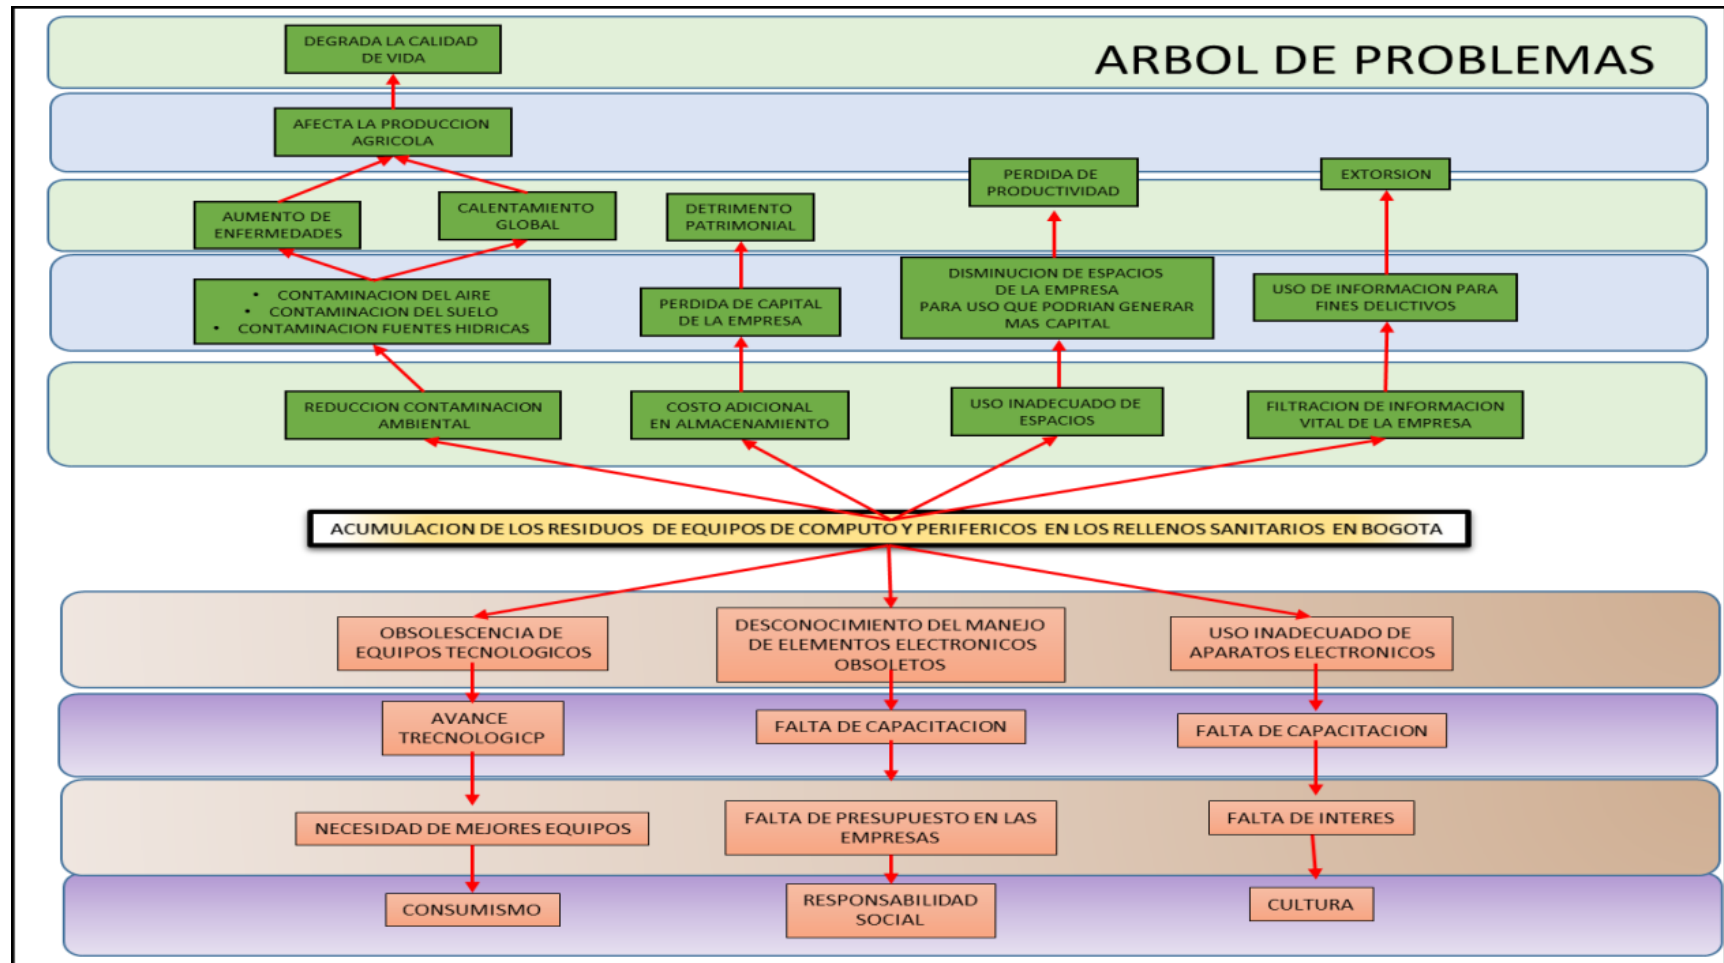 ARBOL DE PROBLEMAS
DEGRADA LA CALIDAD
DE VIDA
AFECTA LA PRODUCCION
AGRICOLA
AUMENTO DE
ENFERMEDADES
CALENTAMIENTO
GLOBAL
DETRIMENTO
PATRIMONIAL
PERDIDA DE
PRODUCTIVIDAD
EXTORSION
• CONTAMINACION DEL AIRE
• CONTAMINACION DEL SUELO
• CONTAMINACION FUENTES HIDRICAS
PERDIDA DE CAPITAL
DE LA EMPRESA
DISMINUCION DE ESPACIOS
DE LA EMPRESA
PARA USO QUE PODRIAN GENERAR
MAS CAPITAL
USO DE INFORMACION PARA
FINES DELICTIVOS
REDUCCION CONTAMINACION
AMBIENTAL
COSTO ADICIONAL
EN ALMACENAMIENTO
USO INADECUADO DE
ESPACIOS
FILTRACION DE INFORMACION
VITAL DE LA EMPRESA
ACUMULACION DE LOS RESIDUOS DE EQUIPOS DE COMPUTO Y PERIFERICOS EN LOS RELLENOS SANITARIOS EN BOGOTA
OBSOLESCENCIA DE
EQUIPOS TECNOLOGICOS
DESCONOCIMIENTO DEL MANEJO
DE ELEMENTOS ELECTRONICOS
OBSOLETOS
USO INADECUADO DE
APARATOS ELECTRONICOS
AVANCE
TRECNOLOGICP
FALTA DE CAPACITACION
FALTA DE CAPACITACION
NECESIDAD DE MEJORES EQUIPOS
FALTA DE PRESUPUESTO EN LAS
EMPRESAS
FALTA DE INTERES
CONSUMISMO
RESPONSABILIDAD
SOCIAL
CULTURA